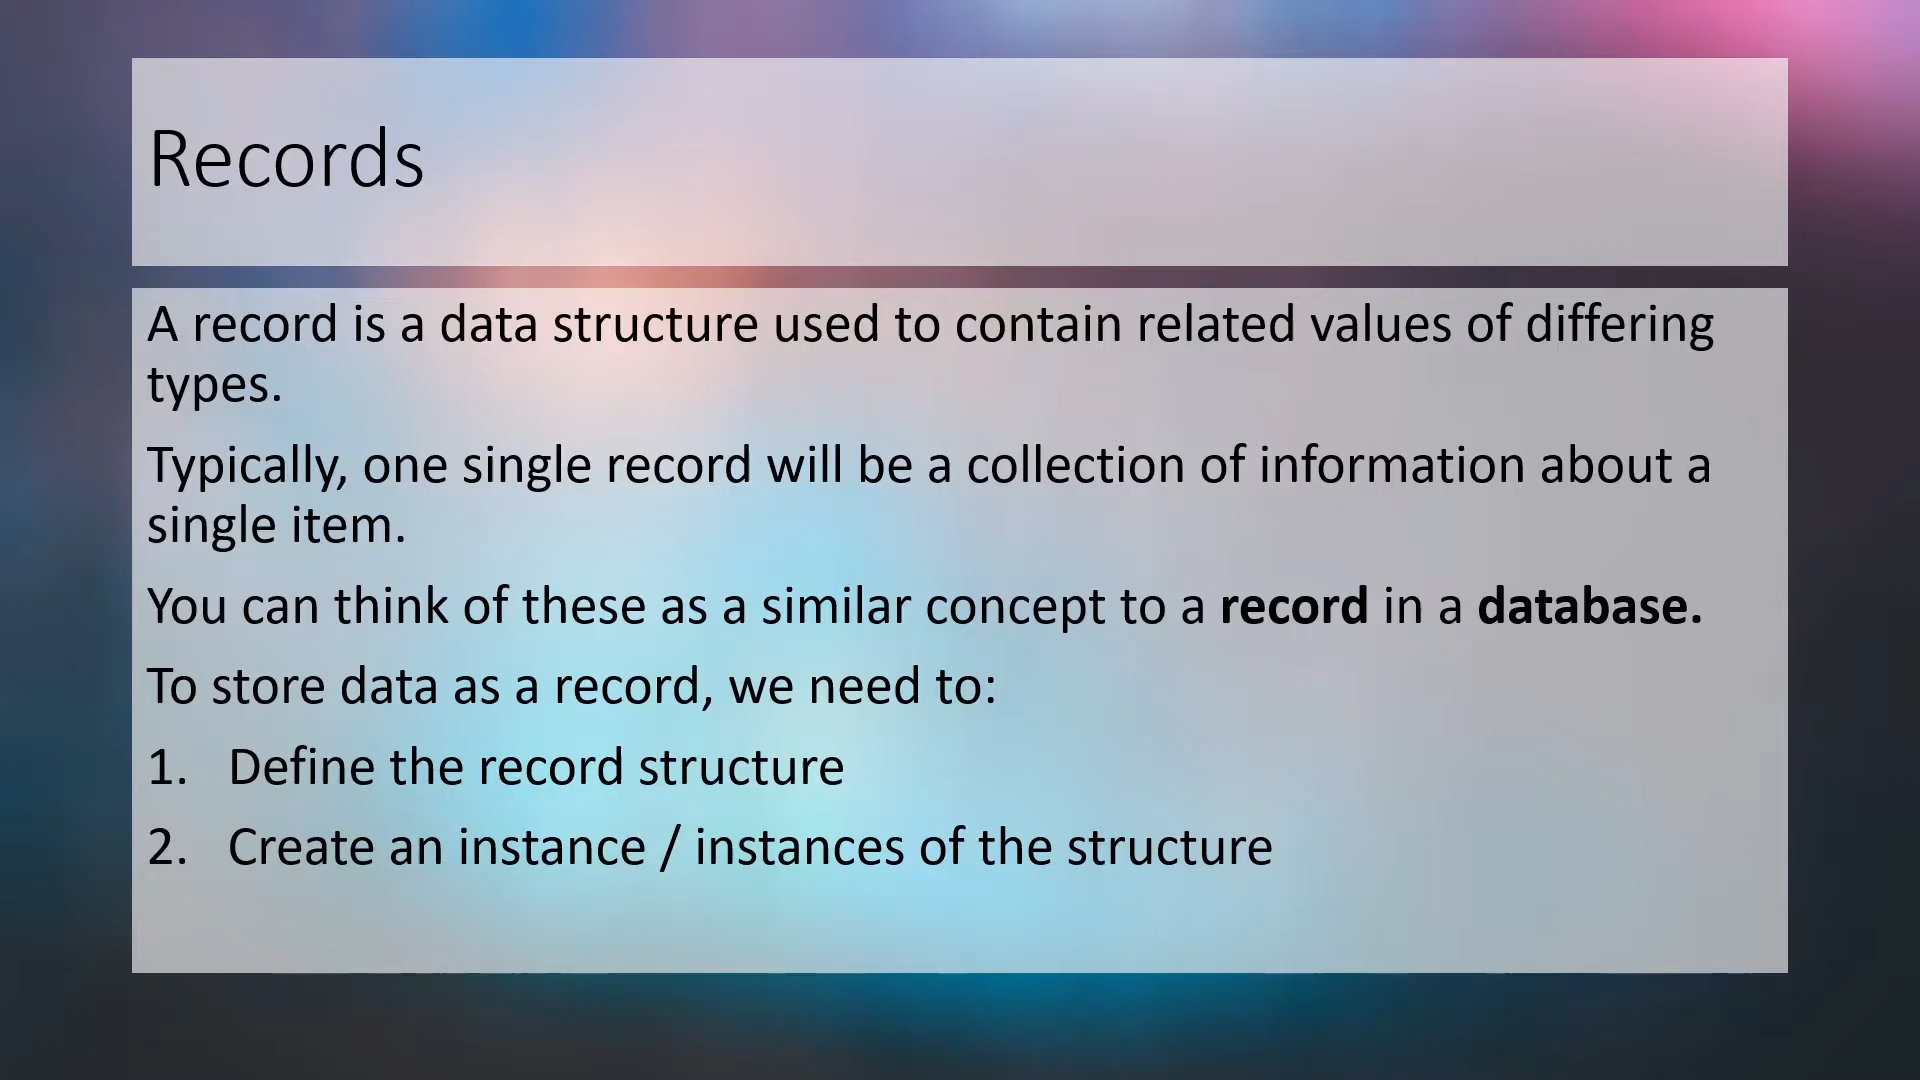 Records
A record is a data structure used to contain related values of differing
types.
Typically, one single record will be a collection of information about a
single item.
You can think of these as a similar concept to a record in a database.
To store data as a record, we need to:
1. Define the record structure
2. Create an instance / instances of the structure